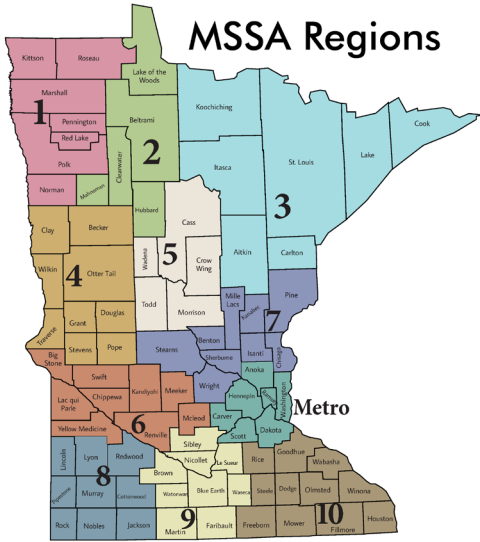 MSSA Regions
Kittson
Roseau
Lake of the
Woods
Marshall
Koochiching
Cook
1
Pennington
Beltrami
Red Lake
2
St. Louis
Lake
Polk
Clearwater
Itasca
Norman
Mahnomen
Hubbard
3
Clay
Becker
Cass
Wadena
5
Crow
Wing
Aitkin
Carlton
Wilkin
4
Otter Tail
Todd
Mille
Lacs
Kanabec
Pine
7
Grant
Douglas
Morrison
Traverse
Stevens
Pope
Stearns
Benton
Sherburne
Isanti
Chisago
Big
Stone
Swift
Kandiyohi
Meeker
Wright
Anoka
Hennepin
Ramsey
Washington
Metro
Lac qui
Parle
Chippewa
6
Renville
Mcleod
Carver
Scott
Dakota
Yellow Medicine
Sibley
Lincoln
Lyon
Redwood
Nicollet
Le Sueur
Rice
Goodhue
Wabasha
8
Brown
Pipestone
Murray
Cottonwood
Watonwan
Blue Earth
Waseca
Steele
Dodge
Olmsted
Winona
Rock
Nobles
Jackson
9
Martin
Faribault
Freeborn
Mower
10
Fillmore
Houston